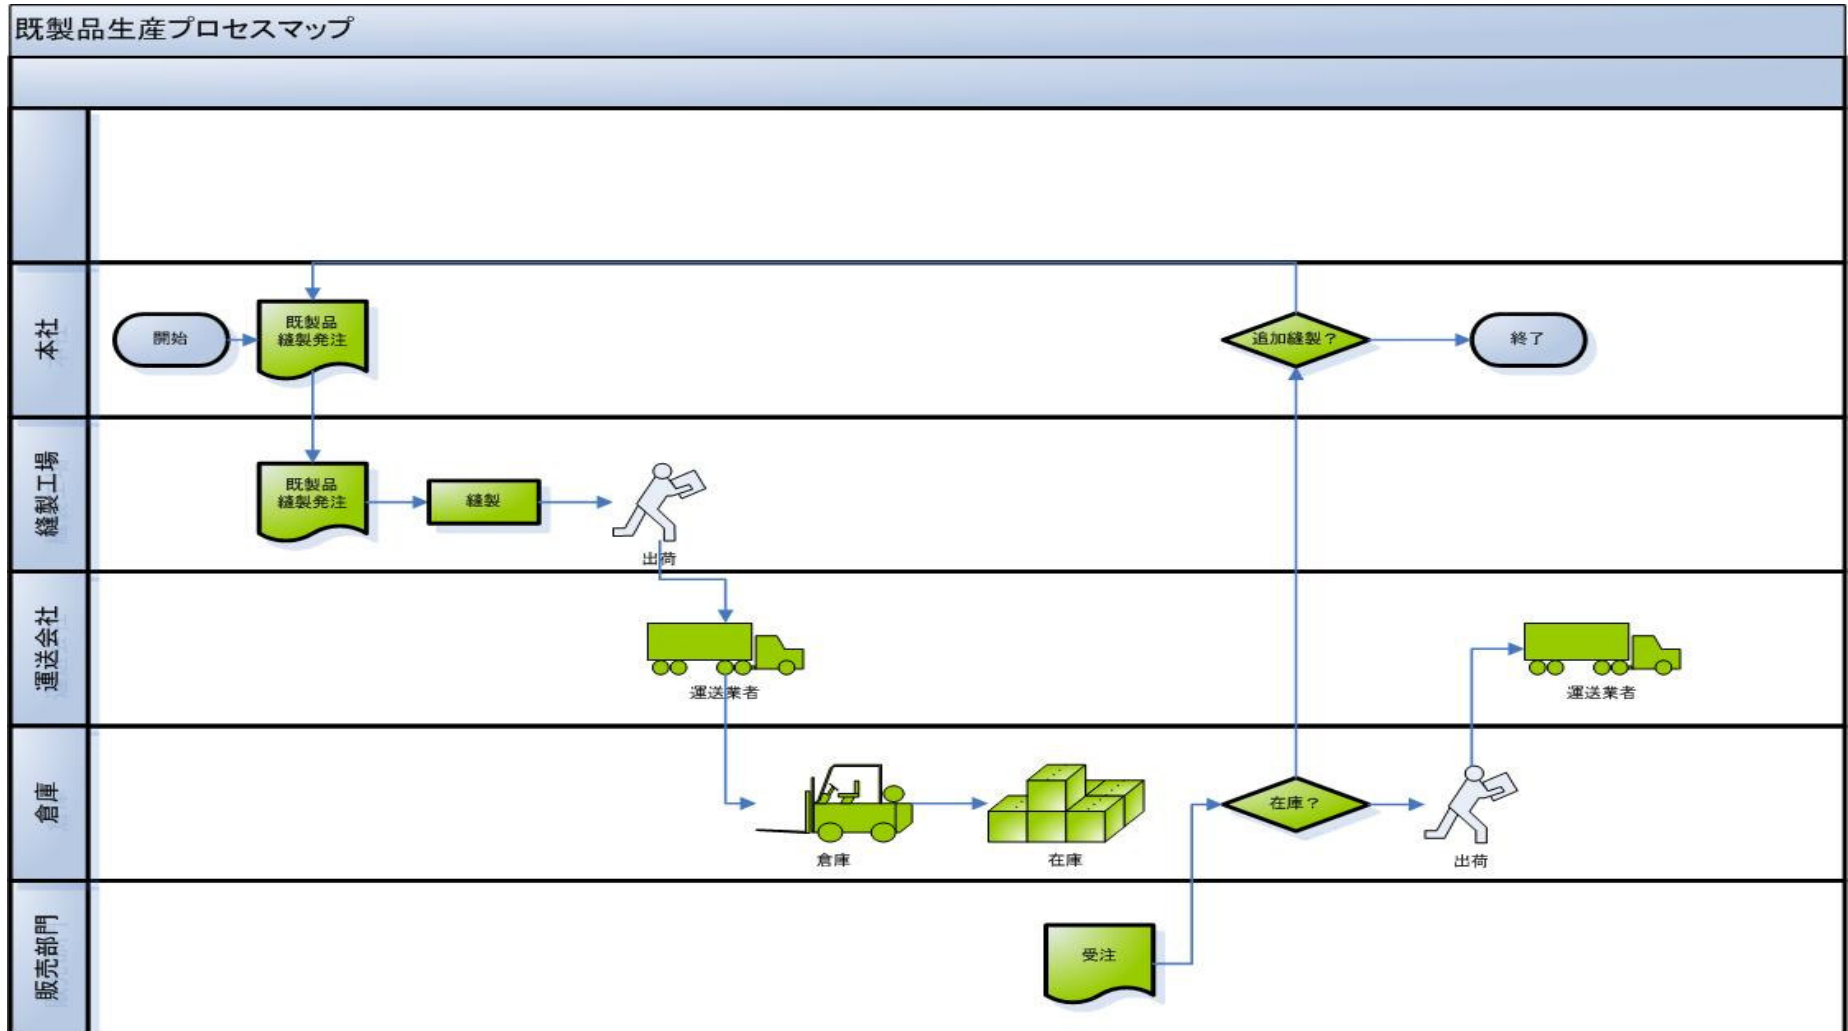 既製品生産プロセスマップ
本社
開始
既製品
縫製発注
追加縫製？
終了
縫製工場
既製品
縫製発注
縫製
出荷
運送会社
運送業者
運送業者
倉庫
倉庫
在庫
在庫？
出荷
販売部門
受注